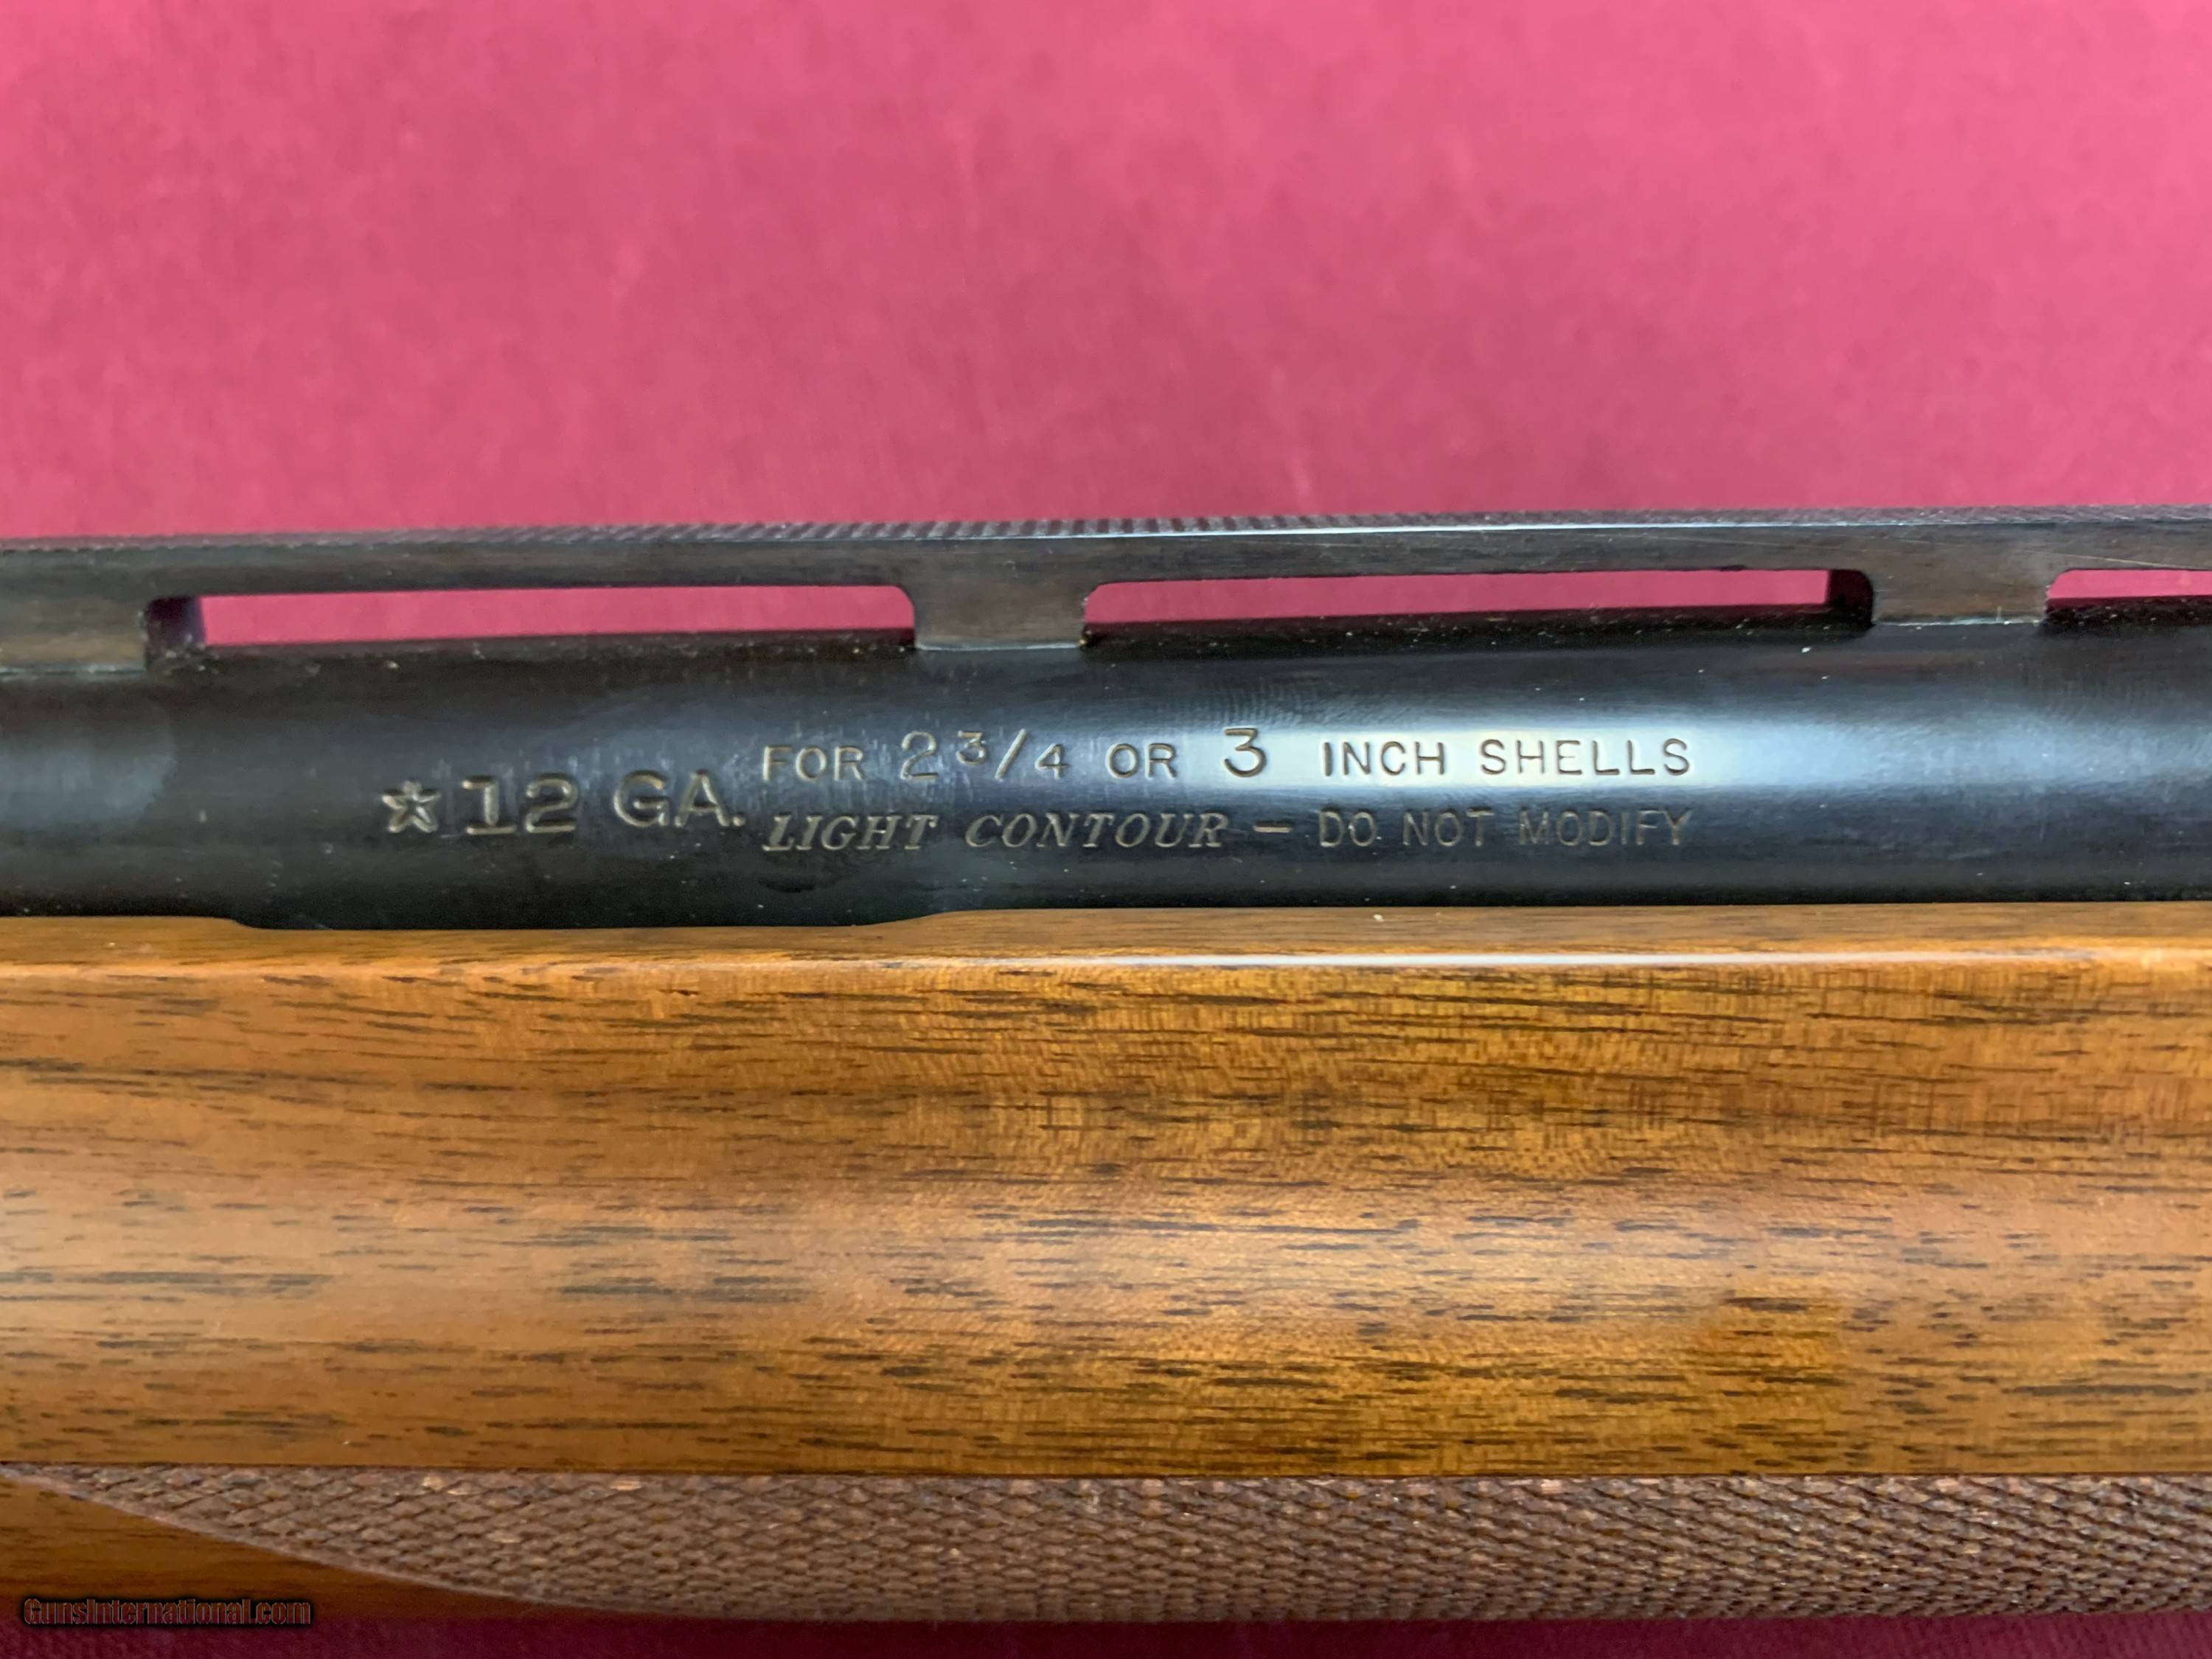 ☆12 GA. FOR 2 3/4 OR 3 INCH SHELLS
LIGHT CONTOUR – DO NOT MODIFY
GunsInternational.com